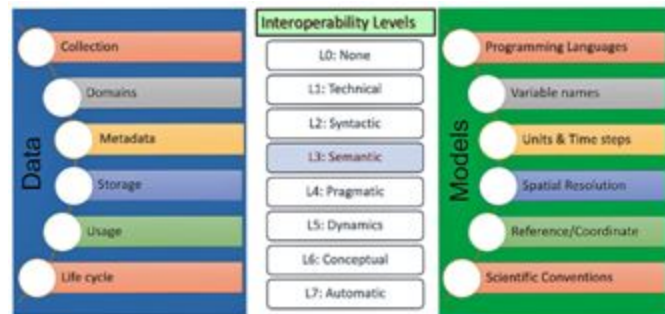 Data
Collection
Domains
Metadata
Storage
Usage
Life cycle
Interoperability Levels
L0: None
L1: Technical
L2: Syntactic
L3: Semantic
L4: Pragmatic
L5: Dynamics
L6: Conceptual
L7: Automatic
Models
Programming Languages
Variable names
Units & Time steps
Spatial Resolution
Reference/Coordinate
Scientific Conventions